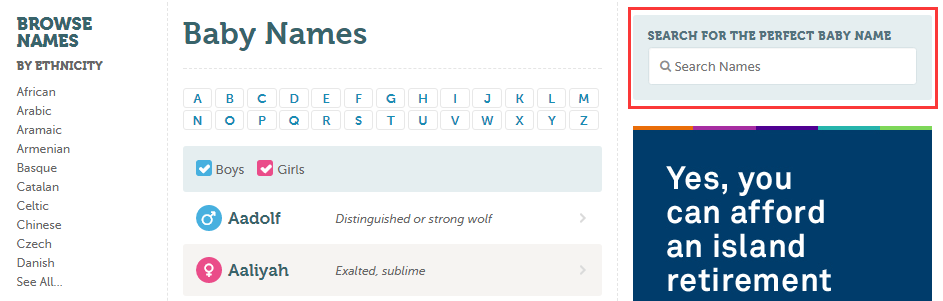 BROWSE
NAMES
BY ETHNICITY
African
Arabic
Aramaic
Armenian
Basque
Catalan
Celtic
Chinese
Czech
Danish
See All...
Baby Names
A B C D E F G H I J K L M
N O P Q R S T U V W X Y Z
Boys Girls
Aadolf Distinguished or strong wolf
Aaliyah Exalted, sublime
SEARCH FOR THE PERFECT BABY NAME
Search Names
Yes, you
can afford
an island
retirement